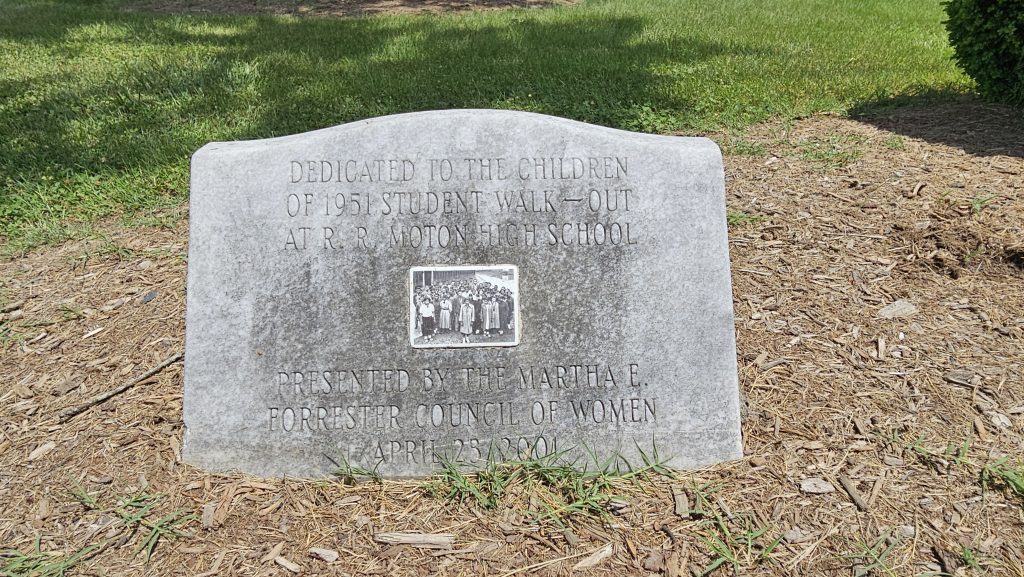 DEDICATED TO THE CHILDREN
OF 1951 STUDENT WALK—OUT
AT R. R. MOTON HIGH SCHOOL
PRESENTED BY THE MARTHA E.
FORRESTER COUNCIL OF WOMEN
APRIL 23, 2001